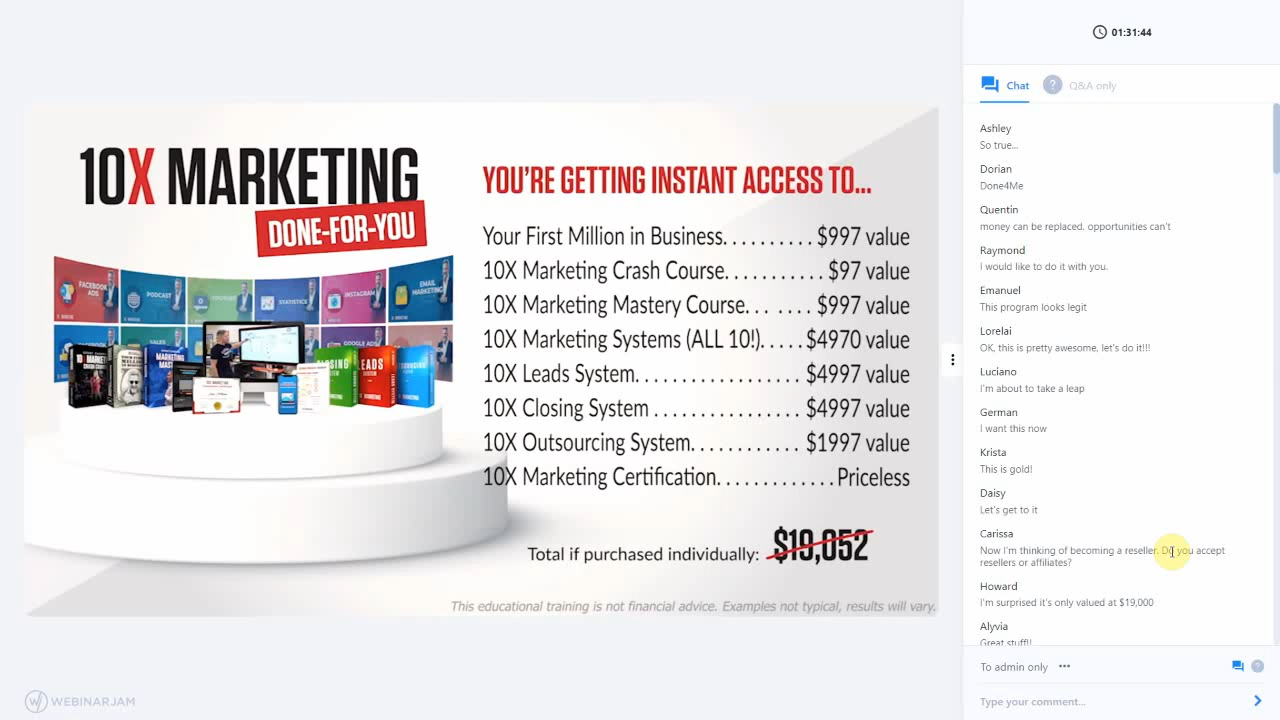 10X MARKETING
DONE-FOR-YOU
FACEBOOK
ADS
PODCAST
STATISTICS
INSTAGRAM
EMAIL
MARKETING
YOU'RE GETTING INSTANT ACCESS TO...
Your First Million in Business. . . . . . . . . . $997 value
10X Marketing Crash Course. . . . . . . . . . . $97 value
10X Marketing Mastery Course. . . . . . . $997 value
10X Marketing Systems (ALL 10!). . . . . $4970 value
10X Leads System. . . . . . . . . . . . . . . . . $4997 value
10X Closing System . . . . . . . . . . . . . . . $4997 value
10X Outsourcing System. . . . . . . . . . . $1997 value
10X Marketing Certification. . . . . . . . . . . . . Priceless
Total if purchased individually: $19,052
This educational training is not financial advice. Examples not typical, results will vary.
WEBINARJAM
01:31:44
Chat
? Q&A only
Ashley
So true...
Dorian
Done4Me
Quentin
money can be replaced. opportunities can't
Raymond
I would like to do it with you.
Emanuel
This program looks legit
Lorelai
OK, this is pretty awesome, let's do it!!!
Luciano
I'm about to take a leap
German
I want this now
Krista
This is gold!
Daisy
Let's get to it
Carissa
Now I'm thinking of becoming a reseller. Do you accept
resellers or affiliates?
Howard
I'm surprised it's only valued at $19,000
Alyvia
Great stuff!!
To admin only
Type your comment...